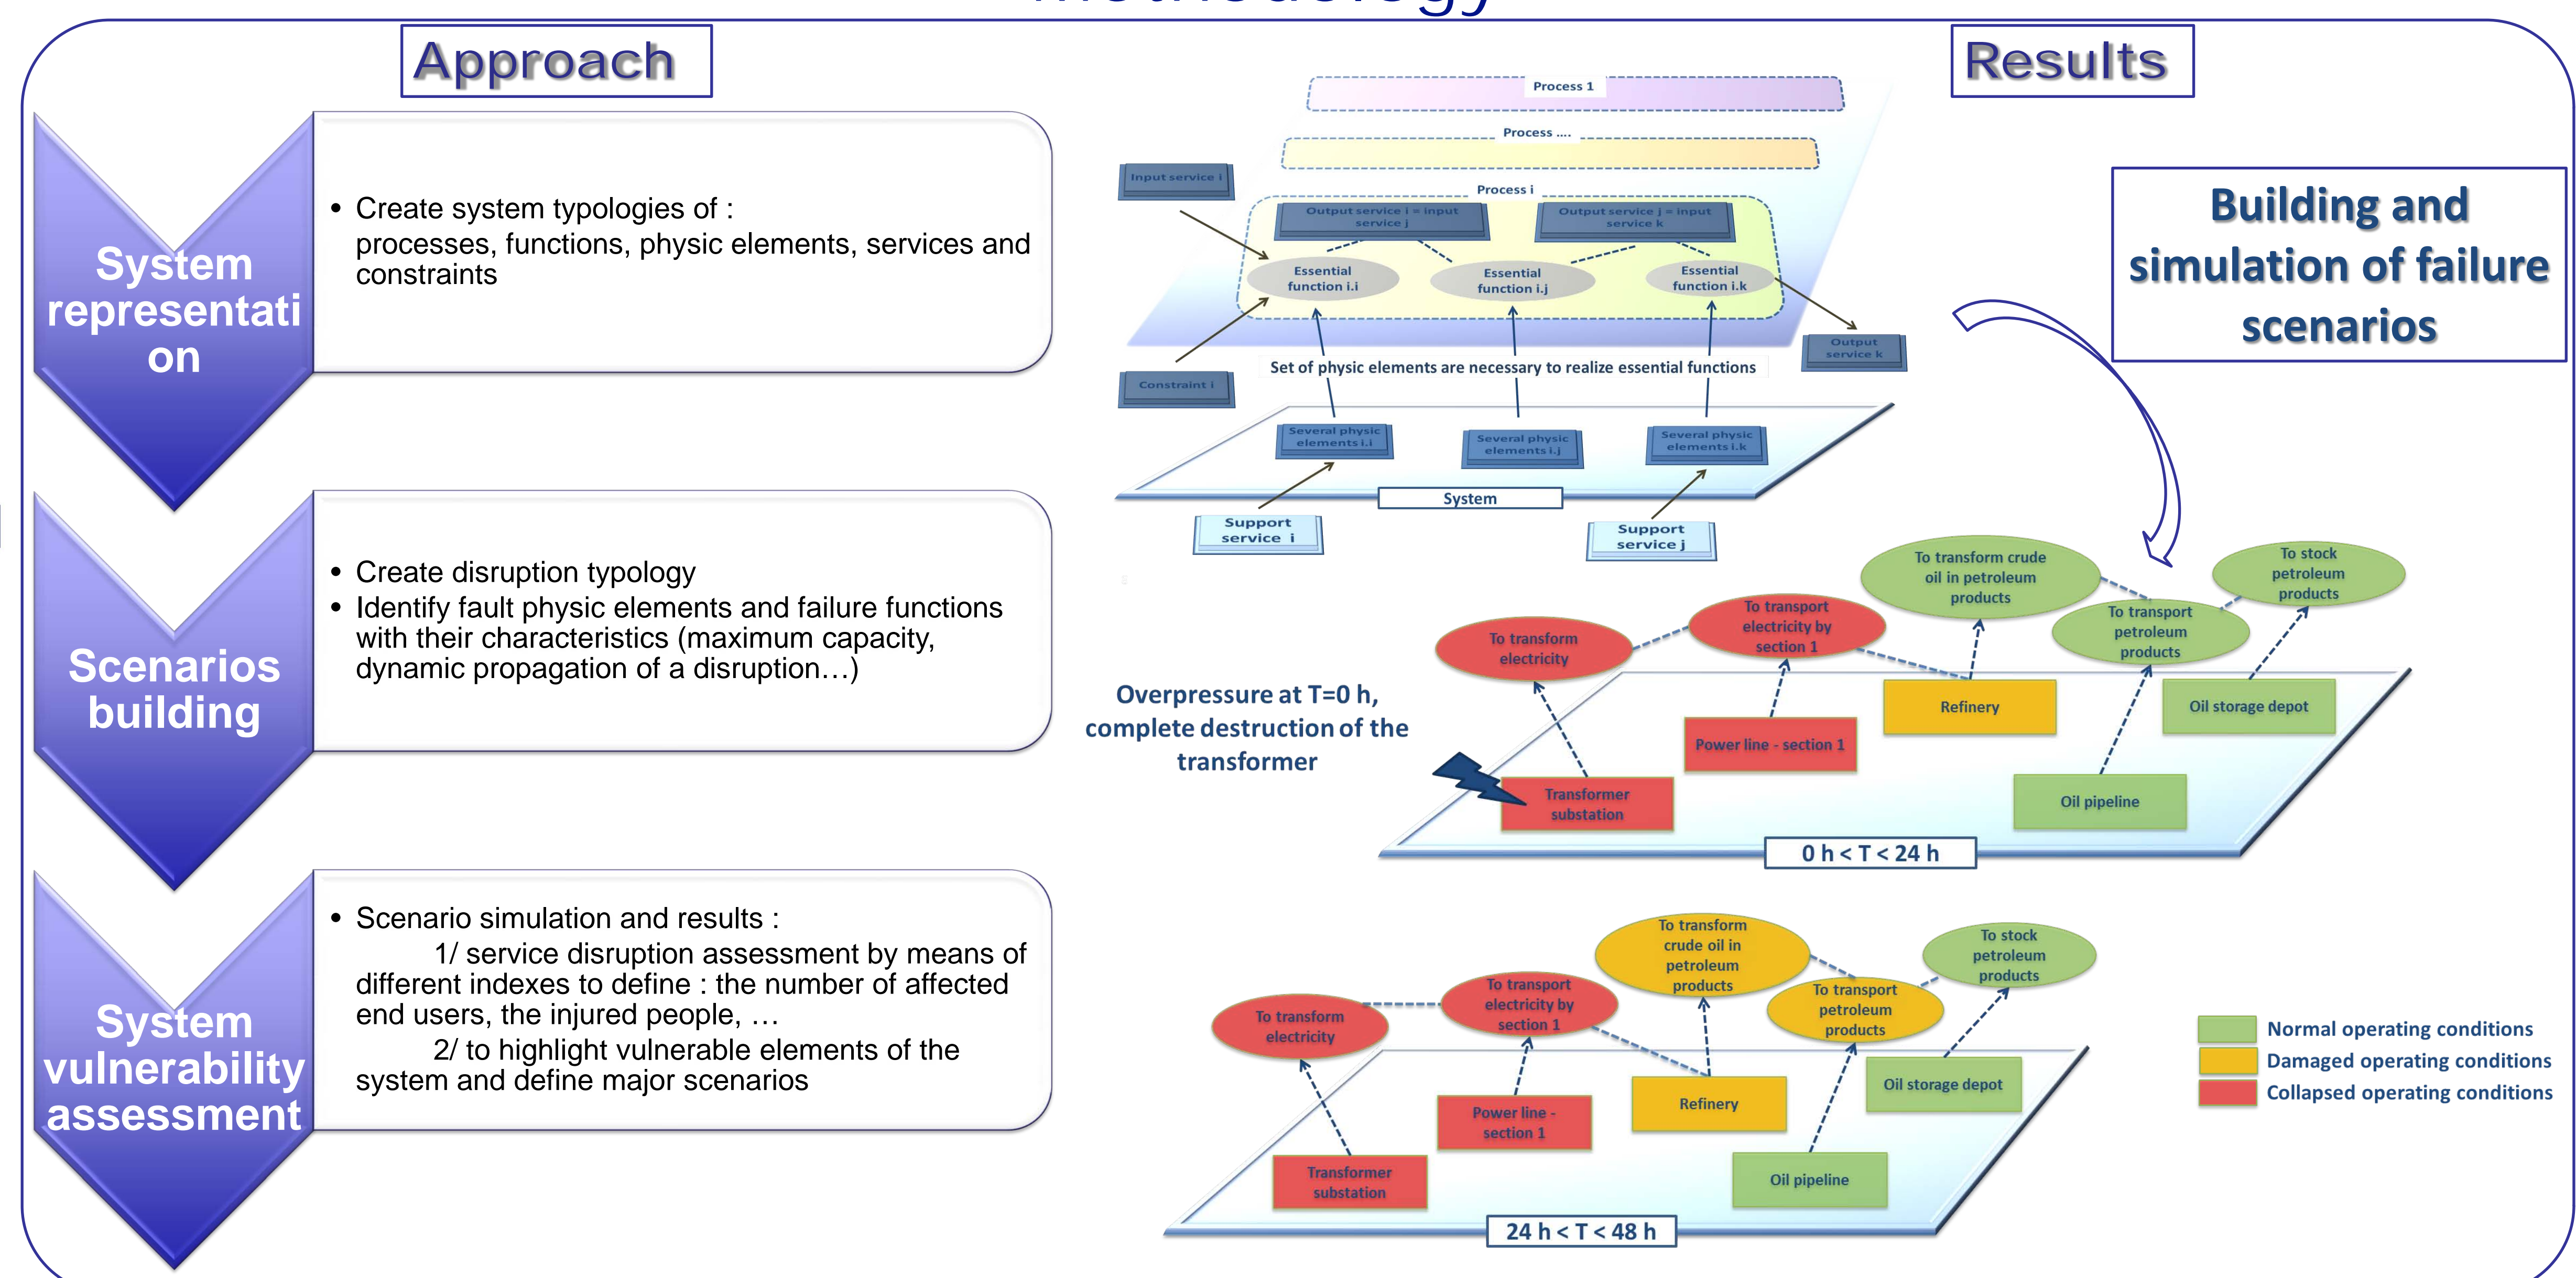 Methodology
Approach
System
representati
on
• Create system typologies of :
processes, functions, physic elements, services and
constraints
Scenarios
building
• Create disruption typology
• Identify fault physic elements and failure functions
with their characteristics (maximum capacity,
dynamic propagation of a disruption…)
System
vulnerability
assessment
• Scenario simulation and results :
1/ service disruption assessment by means of
different indexes to define : the number of affected
end users, the injured people, …
2/ to highlight vulnerable elements of the
system and define major scenarios
Results
Process 1
Process ....
Process i
Input service i
Output service i = input
service j
Output service j = input
service k
Essential
function i.i
Essential
function i.j
Essential
function i.k
Output
service k
Constraint i
Set of physic elements are necessary to realize essential functions
Several physic
elements i.i
Several physic
elements i.j
Several physic
elements i.k
System
Support
service i
Support
service j
Building and
simulation of failure
scenarios
To transform crude
oil in petroleum
products
To stock
petroleum
products
To transport
electricity by
section 1
To transport
petroleum
products
To transform
electricity
Overpressure at T=0 h,
complete destruction of the
transformer
Refinery
Oil storage depot
Power line - section 1
Transformer
substation
Oil pipeline
0 h < T < 24 h
To transform
crude oil in
petroleum
products
To stock
petroleum
products
To transport
electricity by
section 1
To transport
petroleum
products
To transform
electricity
Refinery
Oil storage depot
Power line -
section 1
Transformer
substation
Oil pipeline
24 h < T < 48 h
Normal operating conditions
Damaged operating conditions
Collapsed operating conditions